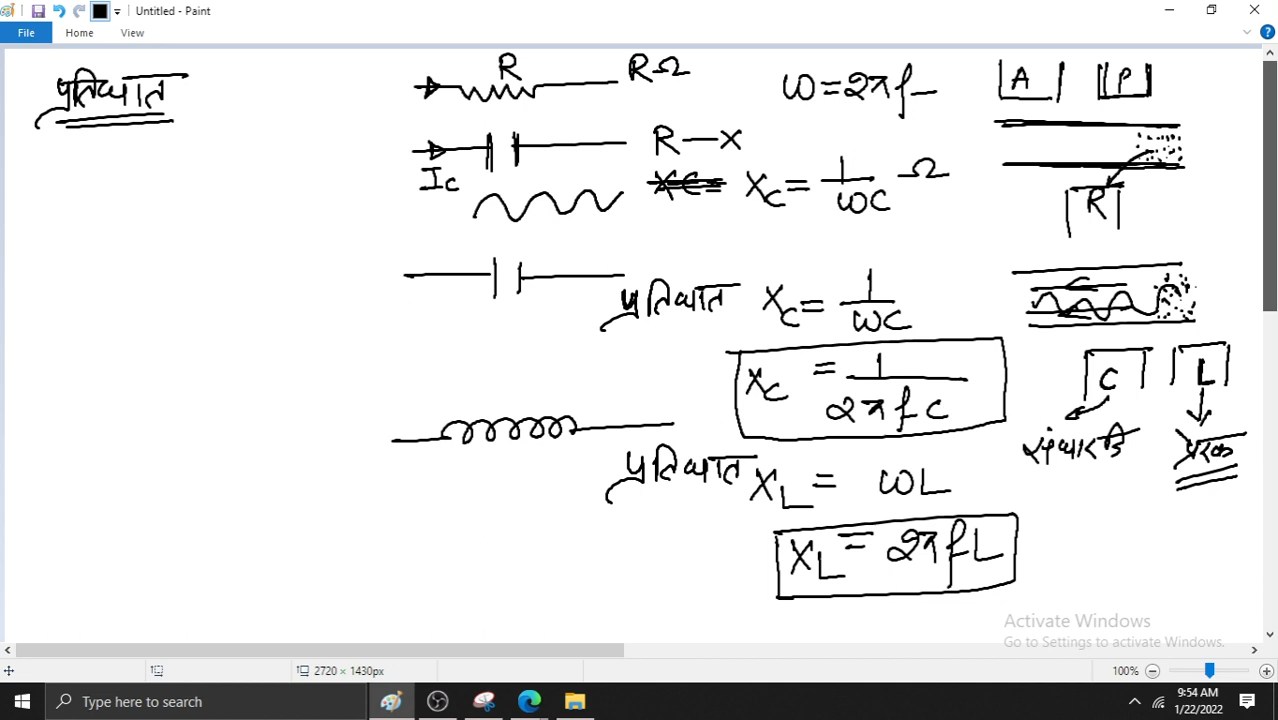 Untitled - Paint
File Home View
प्रतिघात
R
RΩ
ω = 2πf
A
P
R — X
Ic
Xc = 1/ωC Ω
R
प्रतिघात Xc = 1/ωC
C
Xc = 1/2πfC
C
L
प्रेरक
प्रतिघात XL = ωL
XL = 2πfL
Activate Windows
Go to Settings to activate Windows.
2720 × 1430px
100%
Type here to search
9:54 AM
1/22/2022